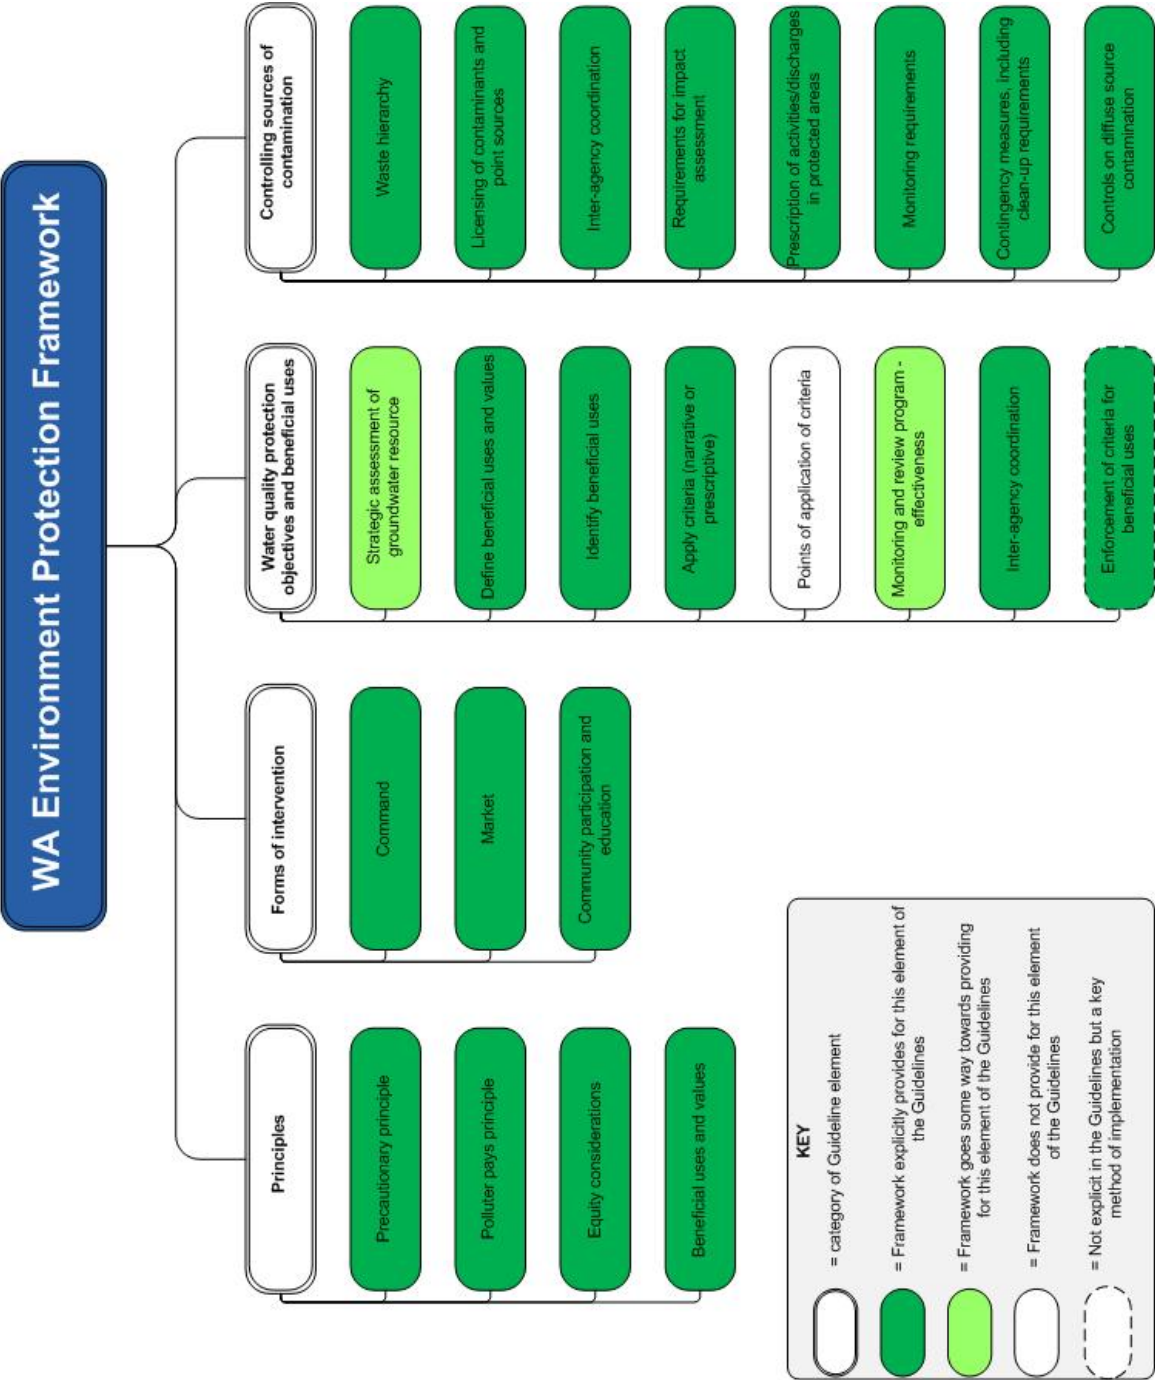 WA Environment Protection Framework
Principles
Precautionary principle
Polluter pays principle
Equity considerations
Beneficial uses and values
Forms of intervention
Command
Market
Community participation and
education
Water quality protection
objectives and beneficial uses
Strategic assessment of
groundwater resource
Define beneficial uses and values
Identify beneficial uses
Apply criteria (narrative or
prescriptive)
Points of application of criteria
Monitoring and review program -
effectiveness
Inter-agency coordination
Enforcement of criteria for
beneficial uses
Controlling sources of
contamination
Waste hierarchy
Licensing of contaminants and
point sources
Inter-agency coordination
Requirements for impact
assessment
Prescription of activities/discharges
in protected areas
Monitoring requirements
Contingency measures, including
clean-up requirements
Controls on diffuse source
contamination
KEY
= category of Guideline element
= Framework explicitly provides for this element of
the Guidelines
= Framework goes some way towards providing
for this element of the Guidelines
= Framework does not provide for this element
of the Guidelines
= Not explicit in the Guidelines but a key
method of implementation